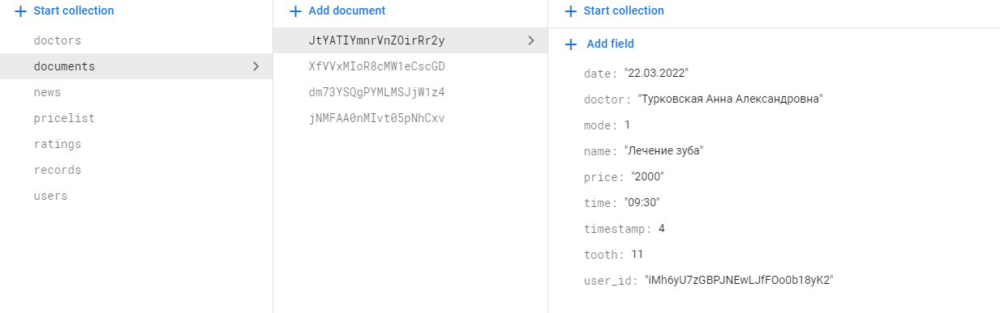 Start collection
doctors
documents
news
pricelist
ratings
records
users
Add document
JtYATIYmnrVnZOirRr2y
XfVVxMIoR8cMW1eCscGD
dm73YSQgPYMLMSJjW1z4
jNMFAA0nMIvt05pNhCxv
Start collection
Add field
date: "22.03.2022"
doctor: "Турковская Анна Александровна"
mode: 1
name: "Лечение зуба"
price: "2000"
time: "09:30"
timestamp: 4
tooth: 11
user_id: "iMh6yU7zGBPJNEwLJfFOo0b18yK2"